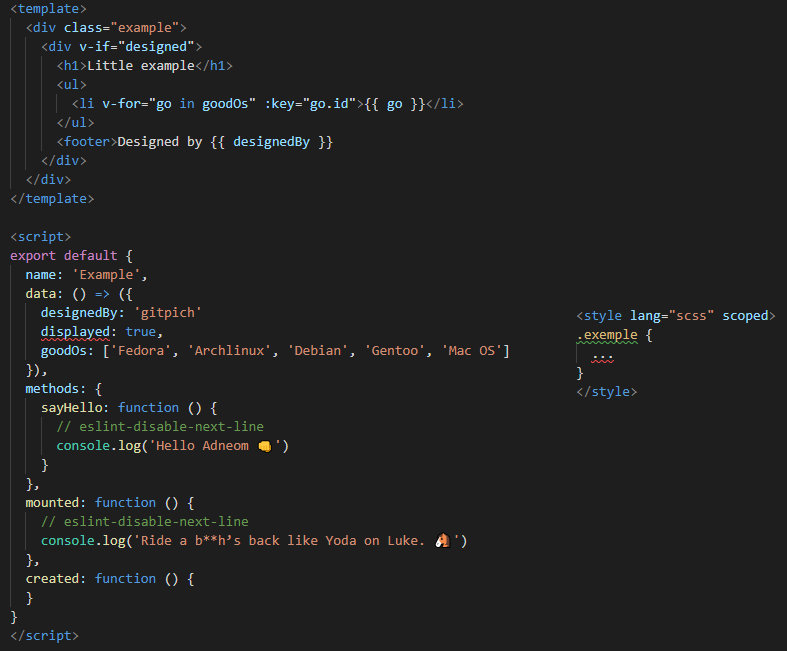 <template>
  <div class="example">
    <div v-if="designed">
      <h1>Little example</h1>
      <ul>
        <li v-for="go in goodOs" :key="go.id">{{ go }}</li>
      </ul>
      <footer>Designed by {{ designedBy }}
    </div>
  </div>
</template>

<script>
export default {
  name: 'Example',
  data: () => ({
    designedBy: 'gitpich'
    displayed: true,
    goodOs: ['Fedora', 'Archlinux', 'Debian', 'Gentoo', 'Mac OS']
  }),
  methods: {
    sayHello: function () {
      // eslint-disable-next-line
      console.log('Hello Adneom 👊')
    }
  },
  mounted: function () {
    // eslint-disable-next-line
    console.log('Ride a b**h’s back like Yoda on Luke. 🐴')
  },
  created: function () {
  }
}
</script>

<style lang="scss" scoped>
.exemple {
  ...
}
</style>